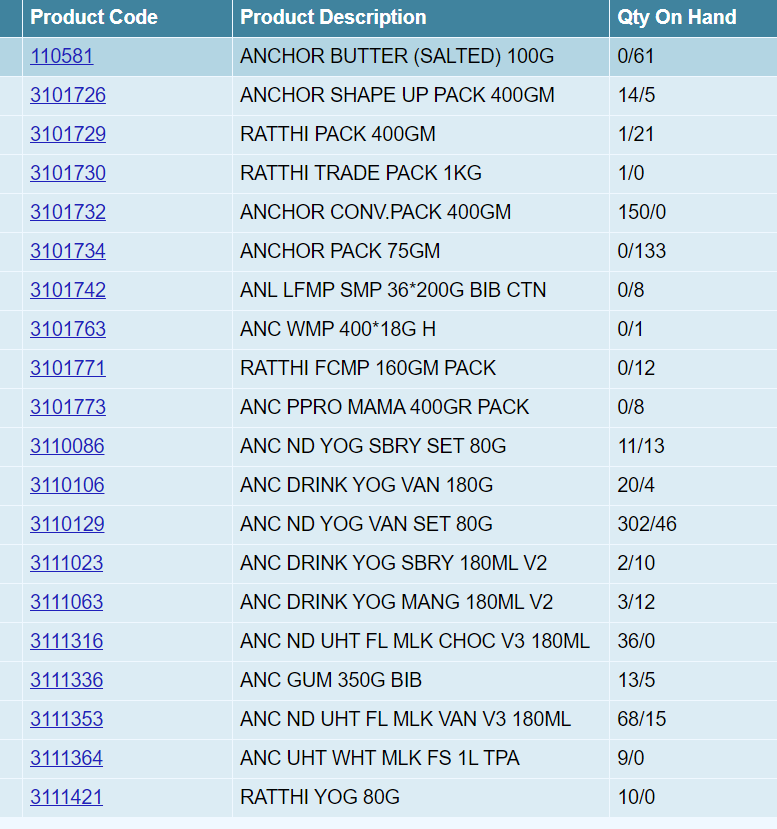 Product Code Product Description Qty On Hand
110581 ANCHOR BUTTER (SALTED) 100G 0/61
3101726 ANCHOR SHAPE UP PACK 400GM 14/5
3101729 RATTHI PACK 400GM 1/21
3101730 RATTHI TRADE PACK 1KG 1/0
3101732 ANCHOR CONV.PACK 400GM 150/0
3101734 ANCHOR PACK 75GM 0/133
3101742 ANL LFMP SMP 36*200G BIB CTN 0/8
3101763 ANC WMP 400*18G H 0/1
3101771 RATTHI FCMP 160GM PACK 0/12
3101773 ANC PPRO MAMA 400GR PACK 0/8
3110086 ANC ND YOG SBRY SET 80G 11/13
3110106 ANC DRINK YOG VAN 180G 20/4
3110129 ANC ND YOG VAN SET 80G 302/46
3111023 ANC DRINK YOG SBRY 180ML V2 2/10
3111063 ANC DRINK YOG MANG 180ML V2 3/12
3111316 ANC ND UHT FL MLK CHOC V3 180ML 36/0
3111336 ANC GUM 350G BIB 13/5
3111353 ANC ND UHT FL MLK VAN V3 180ML 68/15
3111364 ANC UHT WHT MLK FS 1L TPA 9/0
3111421 RATTHI YOG 80G 10/0